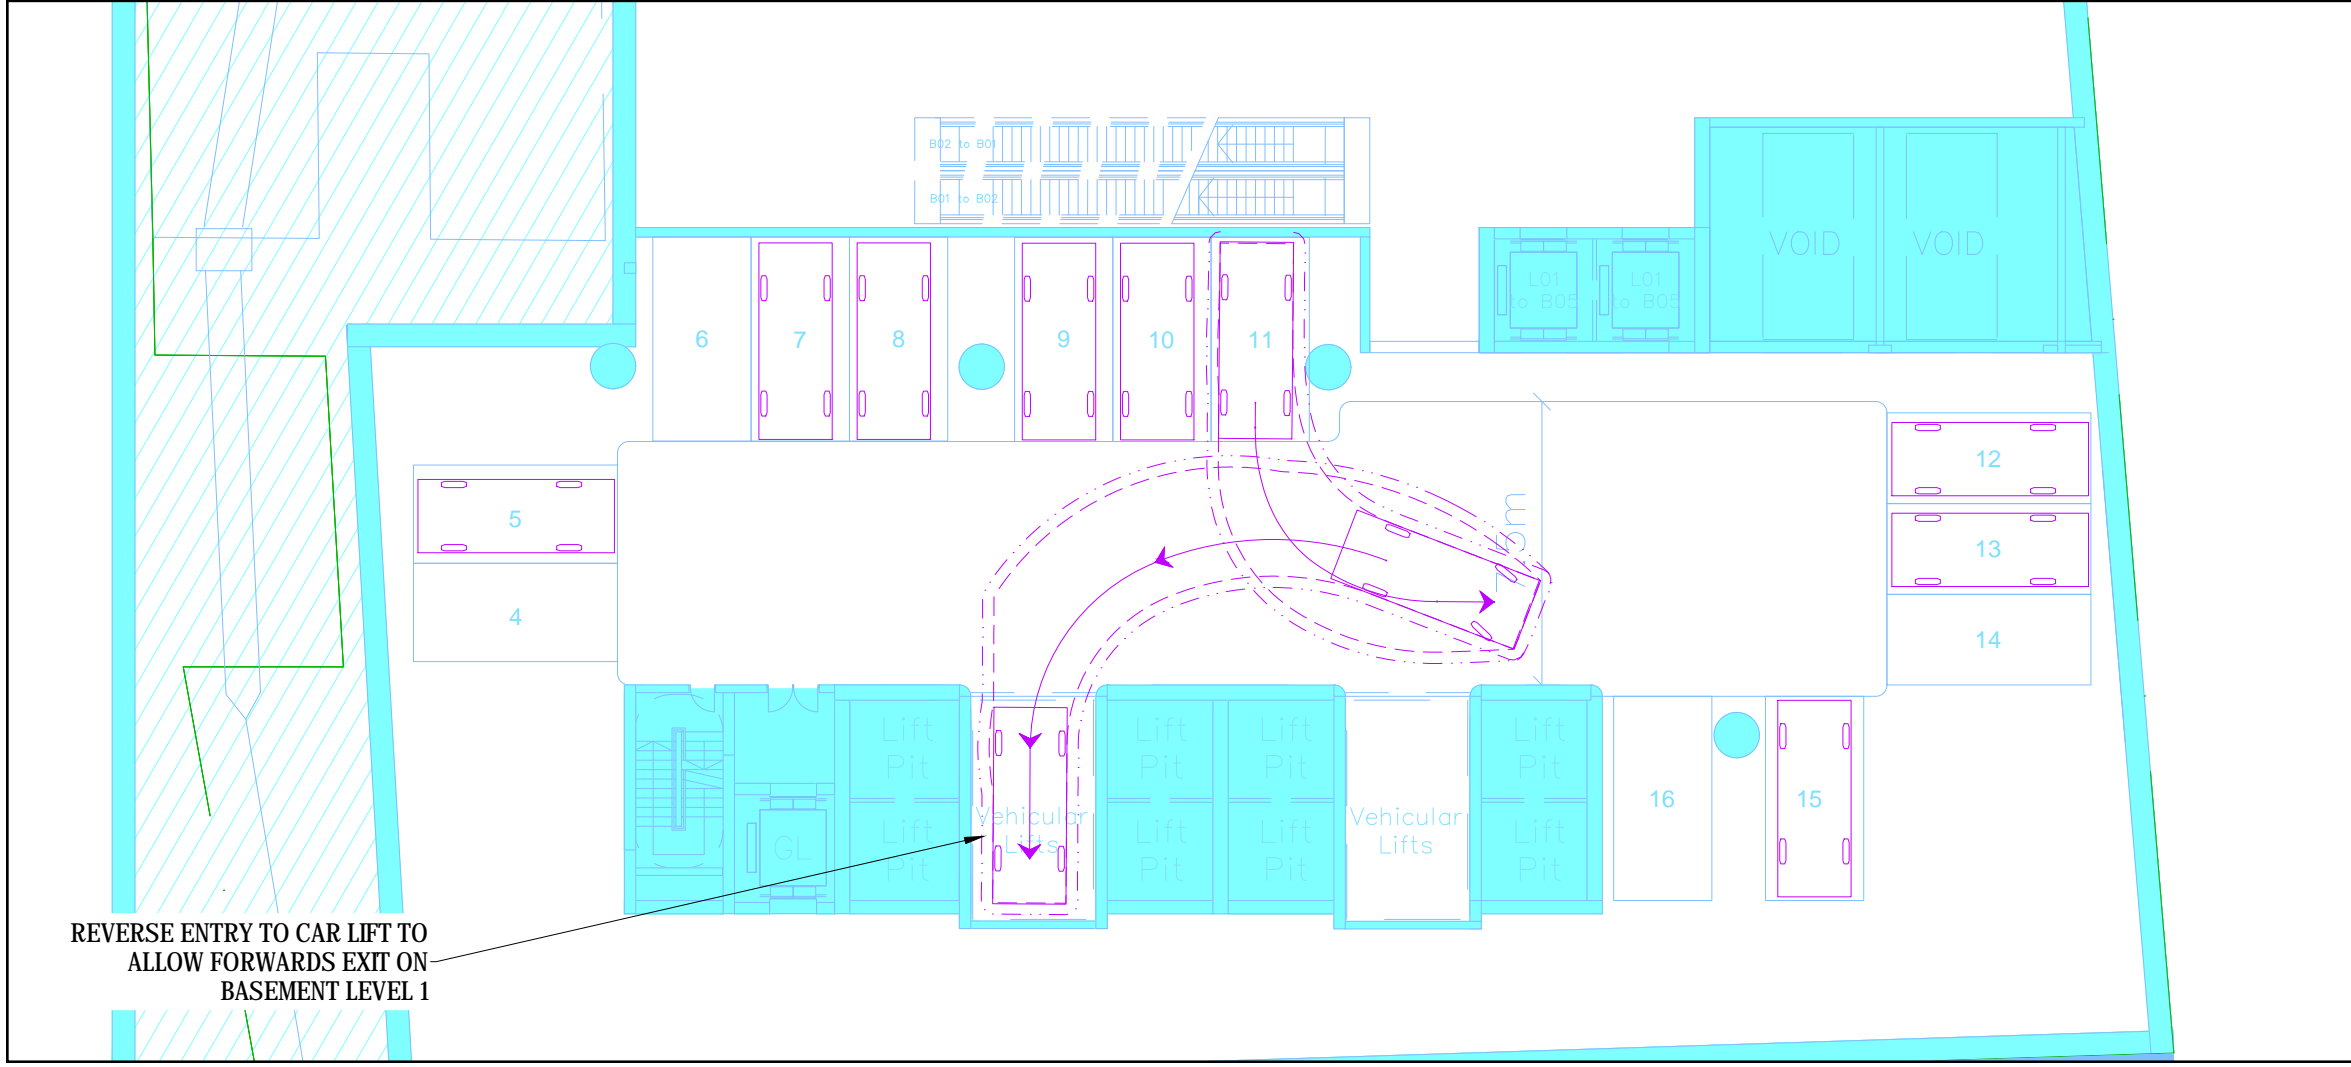 B02 to B01
B01 to B02
VOID
VOID
L01
to B05
L01
to B05
6
7
8
9
10
11
12
5
13
4
14
Lift
Pit
Lift
Pit
Lift
Pit
Lift
Pit
16
15
Vehicular
Lifts
Vehicular
Lifts
GL
Lift
Pit
Lift
Pit
Lift
Pit
Lift
Pit
REVERSE ENTRY TO CAR LIFT TO
ALLOW FORWARDS EXIT ON
BASEMENT LEVEL 1